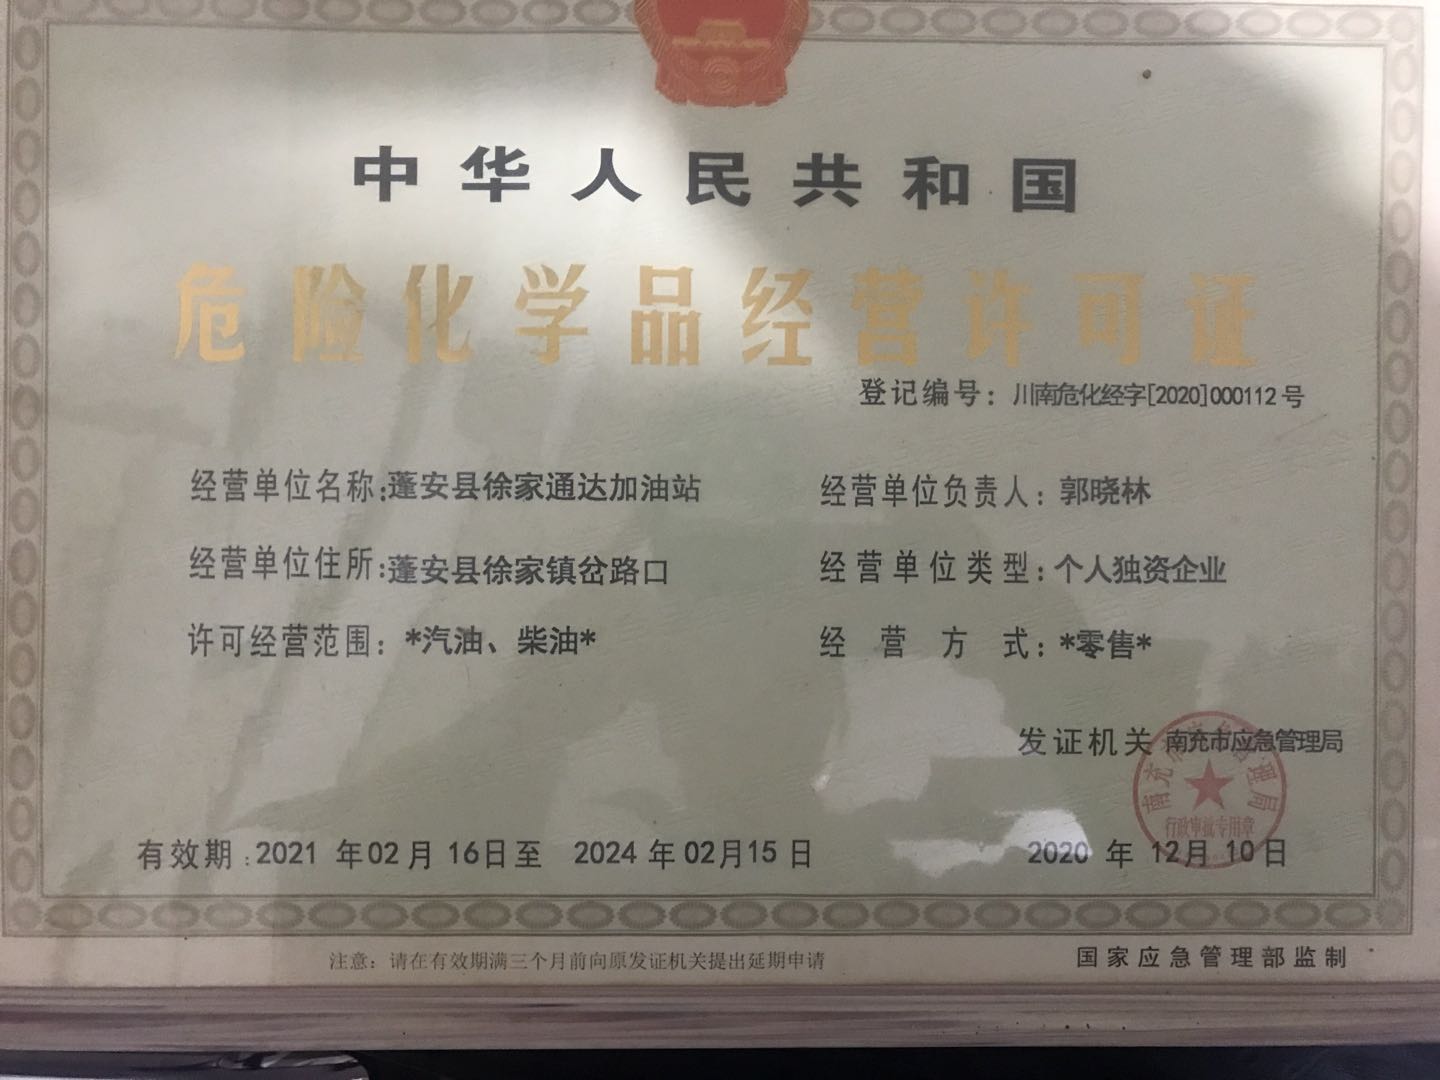 中华人民共和国
危险化学品经营许可证
登记编号：川南危化经字[2020]000112号
经营单位名称：蓬安县徐家通达加油站
经营单位负责人：郭晓林
经营单位住所：蓬安县徐家镇岔路口
经营单位类型：个人独资企业
许可经营范围：*汽油、柴油*
经营方式：*零售*
发证机关 南充市应急管理局
行政审批专用章
有效期：2021年02月16日至 2024年02月15日
2020年12月10日
注意：请在有效期满三个月前向原发证机关提出延期申请
国家应急管理部监制